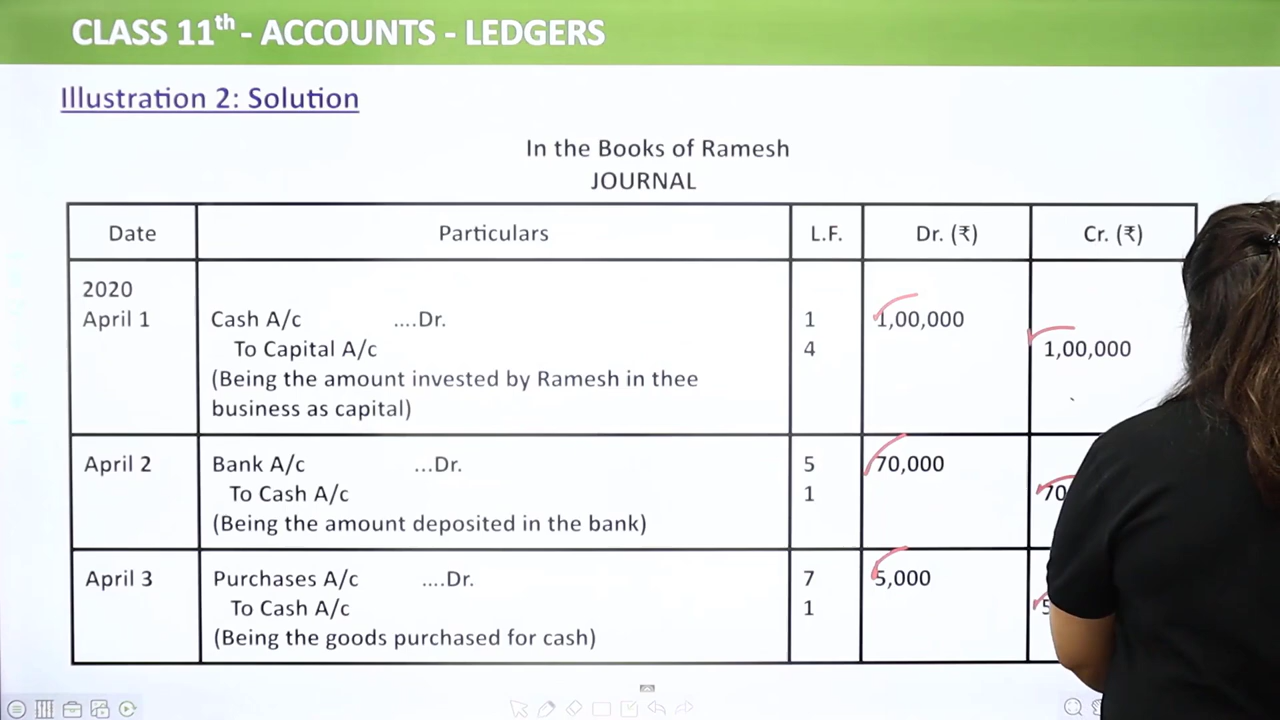 CLASS 11th - ACCOUNTS - LEDGERS
Illustration 2: Solution
In the Books of Ramesh
JOURNAL
Date Particulars L.F. Dr. (₹) Cr. (₹)
2020
April 1 Cash A/c ....Dr. 1 1,00,000
To Capital A/c 4 1,00,000
(Being the amount invested by Ramesh in thee
business as capital)
April 2 Bank A/c ...Dr. 5 70,000
To Cash A/c 1 70
(Being the amount deposited in the bank)
April 3 Purchases A/c ....Dr. 7 5,000
To Cash A/c 1 5
(Being the goods purchased for cash)